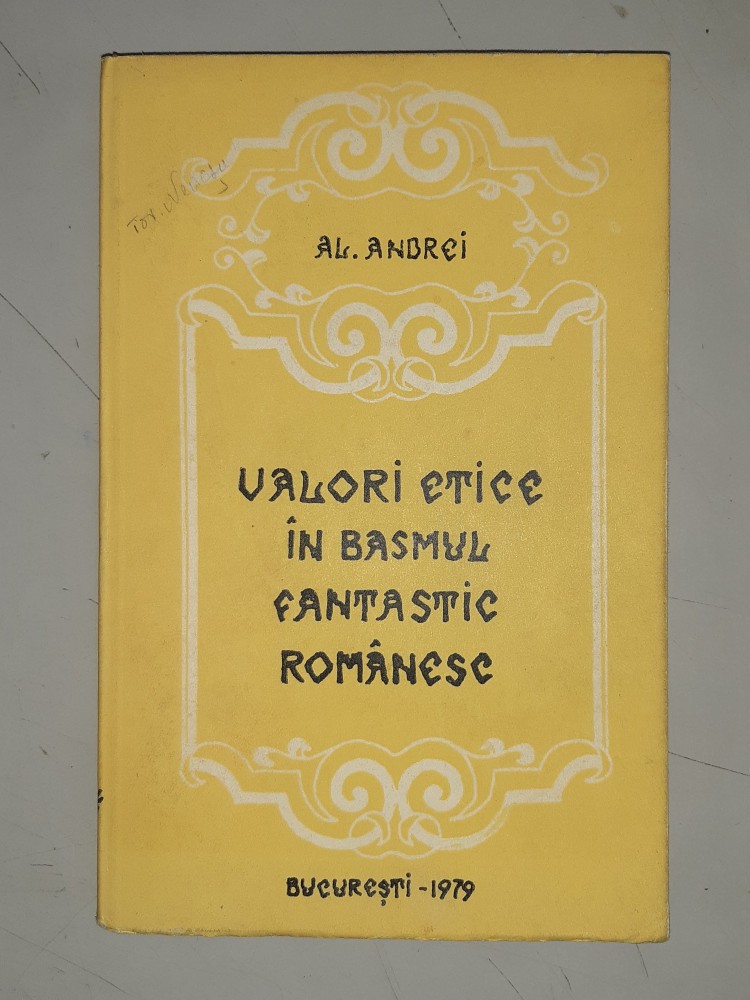 AL. ANDREI
VALORI ETICE
ÎN BASMUL
FANTASTIC
ROMÂNESC
BUCUREȘTI - 1979